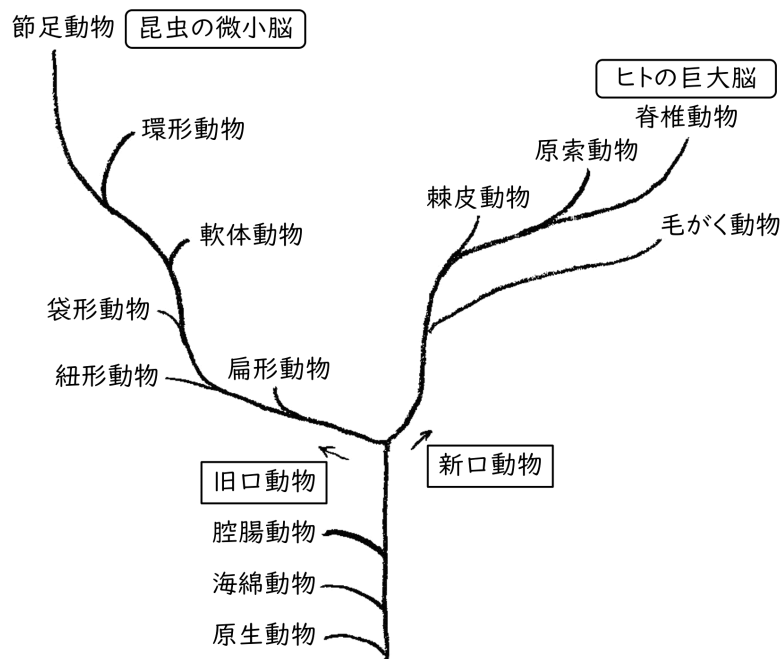 節足動物
昆虫の微小脳
ヒトの巨大脳
脊椎動物
環形動物
原索動物
棘皮動物
軟体動物
毛がく動物
袋形動物
紐形動物
扁形動物
旧口動物
新口動物
腔腸動物
海綿動物
原生動物